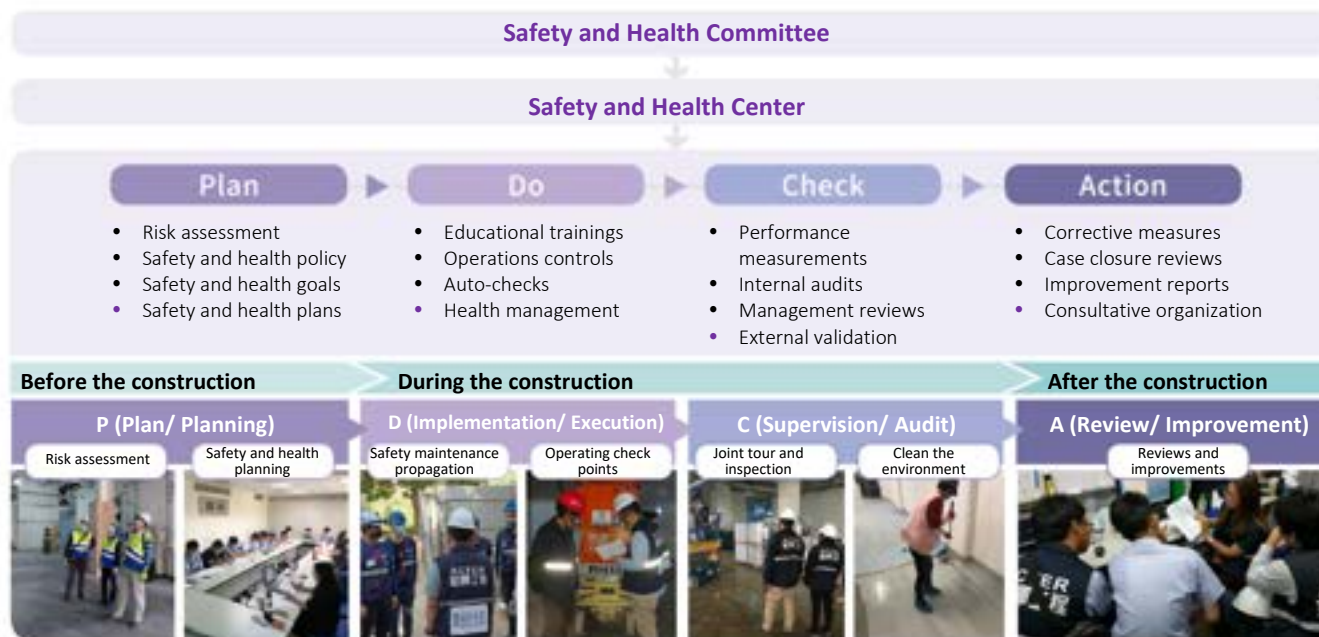 Safety and Health Committee
Safety and Health Center
Plan
Do
Check
Action
• Risk assessment
• Safety and health policy
• Safety and health goals
• Safety and health plans
• Educational trainings
• Operations controls
• Auto-checks
• Health management
• Performance
measurements
• Internal audits
• Management reviews
• External validation
• Corrective measures
• Case closure reviews
• Improvement reports
• Consultative organization
Before the construction
During the construction
After the construction
P (Plan/ Planning)
D (Implementation/ Execution)
C (Supervision/ Audit)
A (Review/ Improvement)
Risk assessment
Safety and health
planning
Safety maintenance
propagation
Operating check
points
Joint tour and
inspection
Clean the
environment
Reviews and
improvements